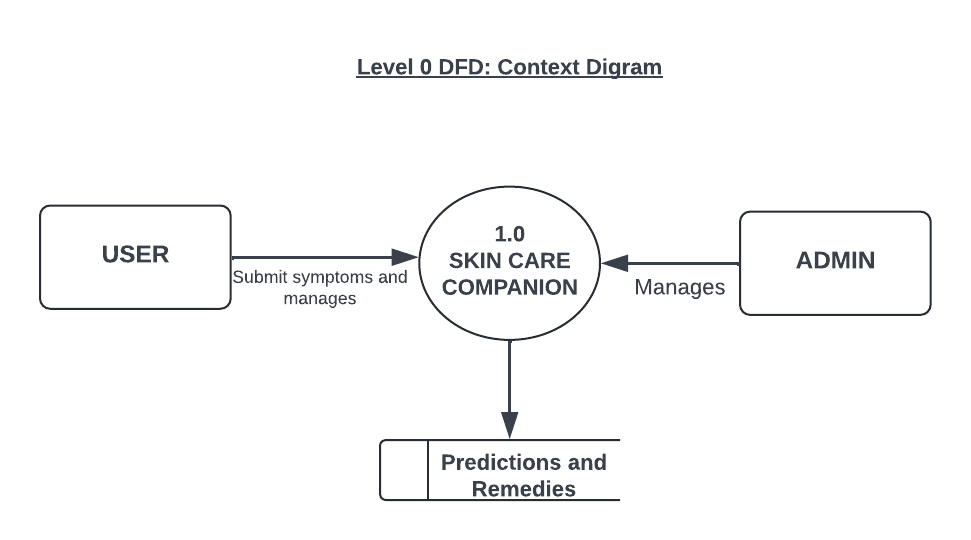 Level 0 DFD: Context Digram
USER
Submit symptoms and
manages
1.0
SKIN CARE
COMPANION
Manages
ADMIN
Predictions and
Remedies